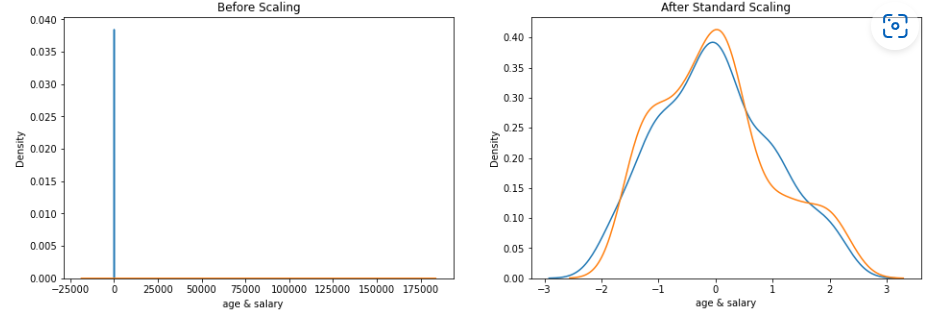 Before Scaling
0.040
0.035
0.030
0.025
0.020
0.015
0.010
0.005
0.000
Density
−25000 0 25000 50000 75000 100000 125000 150000 175000
age & salary
After Standard Scaling
0.40
0.35
0.30
0.25
0.20
0.15
0.10
0.05
0.00
Density
−3 −2 −1 0 1 2 3
age & salary